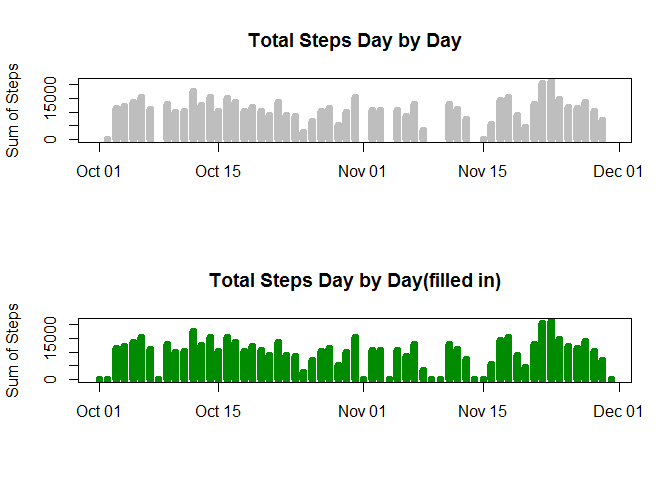 Total Steps Day by Day
Sum of Steps
0
15000
Oct 01
Oct 15
Nov 01
Nov 15
Dec 01
Total Steps Day by Day(filled in)
Sum of Steps
0
15000
Oct 01
Oct 15
Nov 01
Nov 15
Dec 01